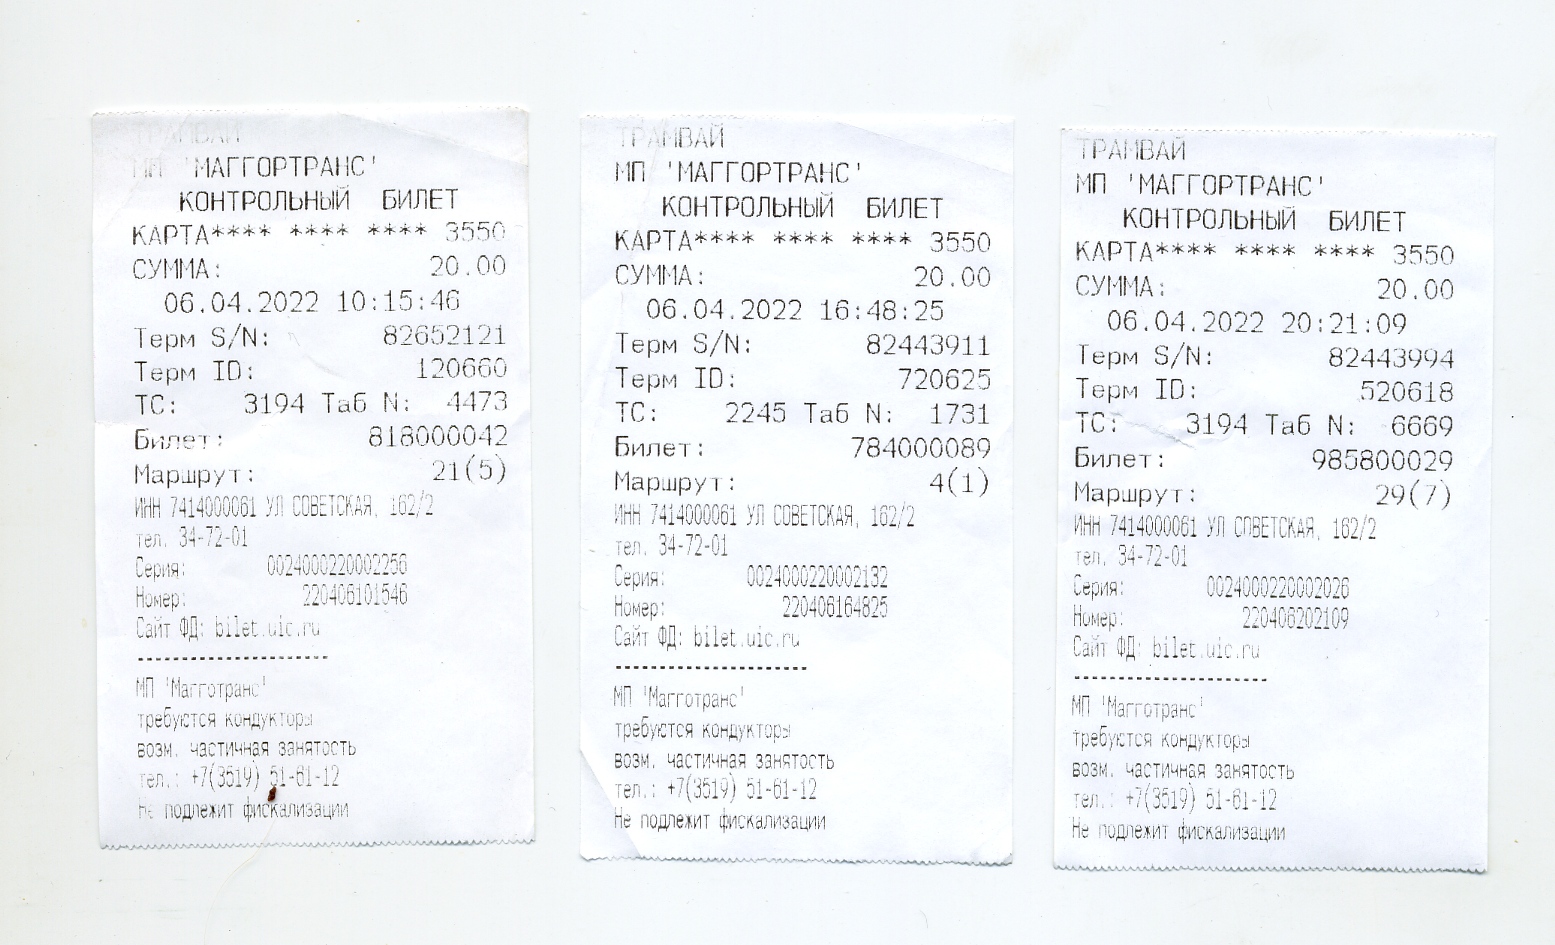 ТРАМВАЙ
МП 'МАГГОРТРАНС'
КОНТРОЛЬНЫЙ БИЛЕТ
КАРТА**** **** **** 3550
СУММА: 20.00
06.04.2022 10:15:46
Терм S/N: 82652121
Терм ID: 120660
ТС: 3194 Таб N: 4473
Билет: 818000042
Маршрут: 21(5)
ИНН 7414000061 УЛ СОВЕТСКАЯ, 162/2
тел. 34-72-01
Серия: 0024000220002256
Номер: 220406101546
Сайт ФД: bilet.uic.ru
------------------------
МП 'Магготранс'
требуются кондукторы
возм. частичная занятость
тел.: +7(3519) 51-61-12
Не подлежит фискализации
ТРАМВАЙ
МП 'МАГГОРТРАНС'
КОНТРОЛЬНЫЙ БИЛЕТ
КАРТА**** **** **** 3550
СУММА: 20.00
06.04.2022 16:48:25
Терм S/N: 82443911
Терм ID: 720625
ТС: 2245 Таб N: 1731
Билет: 784000089
Маршрут: 4(1)
ИНН 7414000061 УЛ СОВЕТСКАЯ, 162/2
тел. 34-72-01
Серия: 0024000220002132
Номер: 220406164825
Сайт ФД: bilet.uic.ru
------------------------
МП 'Магготранс'
требуются кондукторы
возм. частичная занятость
тел.: +7(3519) 51-61-12
Не подлежит фискализации
ТРАМВАЙ
МП 'МАГГОРТРАНС'
КОНТРОЛЬНЫЙ БИЛЕТ
КАРТА**** **** **** 3550
СУММА: 20.00
06.04.2022 20:21:09
Терм S/N: 82443994
Терм ID: 520618
ТС: 3194 Таб N: 6669
Билет: 985800029
Маршрут: 29(7)
ИНН 7414000061 УЛ СОВЕТСКАЯ, 162/2
тел. 34-72-01
Серия: 0024000220002026
Номер: 220406202109
Сайт ФД: bilet.uic.ru
------------------------
МП 'Магготранс'
требуются кондукторы
возм. частичная занятость
тел.: +7(3519) 51-61-12
Не подлежит фискализации